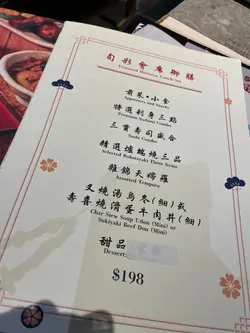 旬彩會席御膳
Featured Business Lunch Set
前菜•小食
Appetizers and Snacks
特選刺身三點
Premium Sashimi Combo
三貫壽司盛合
Sushi Combo
精選爐端燒三品
Selected Robatayaki Three Items
雜錦天婦羅
Assorted Tempura
叉燒湯烏冬(細)或
壽喜燒滑蛋牛肉丼(細)
Char Siew Soup Udon (Mini) or
Sukiyaki Beef Don (Mini)
甜品
Dessert
$198